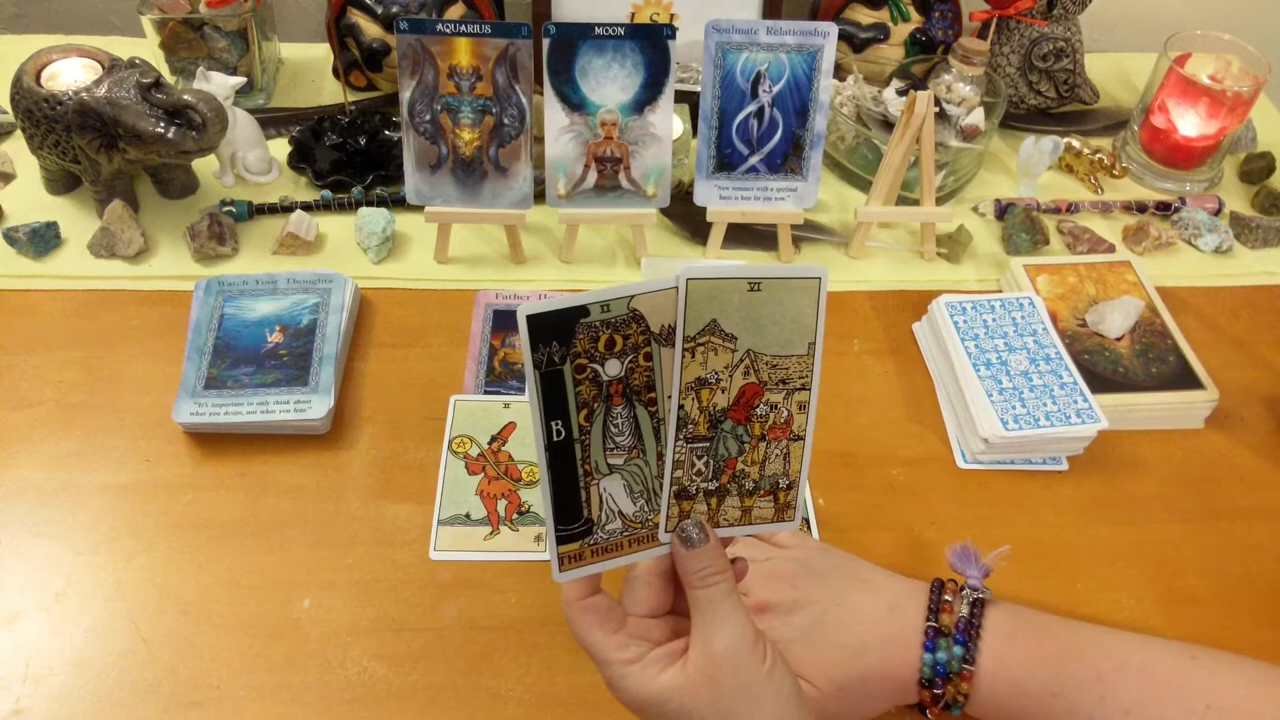 AQUARIUS
11
MOON
14
Soulmate Relationship
"New romance with a spiritual
basis is here for you now."
Watch Your Thoughts
"It's important to only think about
what you desire, not what you fear."
Father
II
II
B
THE HIGH PRIE
VI